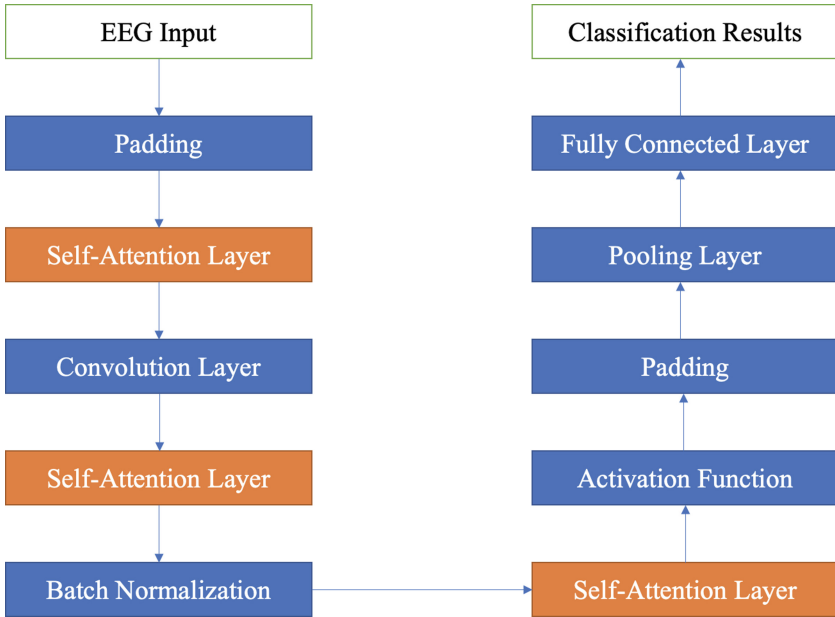 EEG Input
Padding
Self-Attention Layer
Convolution Layer
Self-Attention Layer
Batch Normalization
Self-Attention Layer
Activation Function
Padding
Pooling Layer
Fully Connected Layer
Classification Results